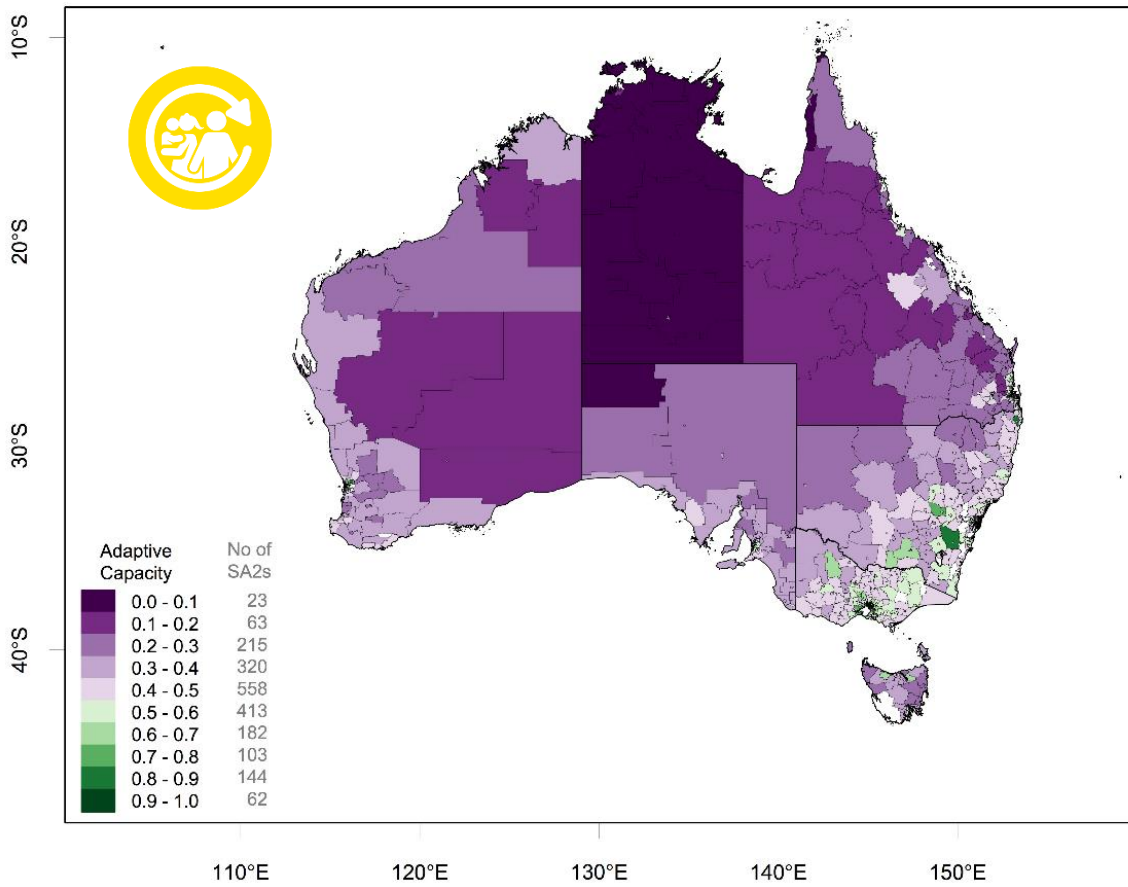 10°S
20°S
30°S
40°S
Adaptive Capacity No of SA2s
0.0 - 0.1 23
0.1 - 0.2 63
0.2 - 0.3 215
0.3 - 0.4 320
0.4 - 0.5 558
0.5 - 0.6 413
0.6 - 0.7 182
0.7 - 0.8 103
0.8 - 0.9 144
0.9 - 1.0 62
110°E 120°E 130°E 140°E 150°E